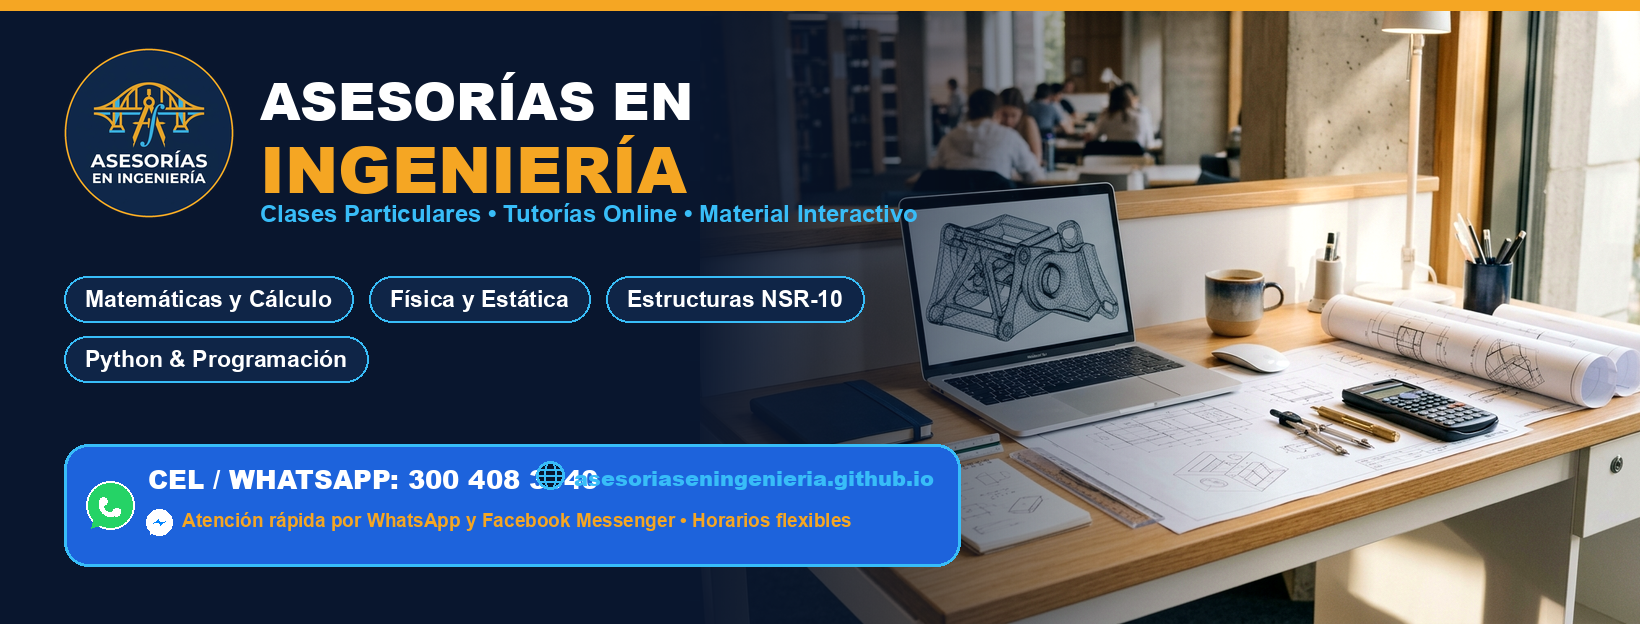 ASESORÍAS
EN INGENIERÍA
ASESORÍAS EN
INGENIERÍA
Clases Particulares • Tutorías Online • Material Interactivo
Matemáticas y Cálculo
Física y Estática
Estructuras NSR-10
Python & Programación
CEL / WHATSAPP: 300 408
asesoriaseningenieria.github.io
Atención rápida por WhatsApp y Facebook Messenger • Horarios flexibles